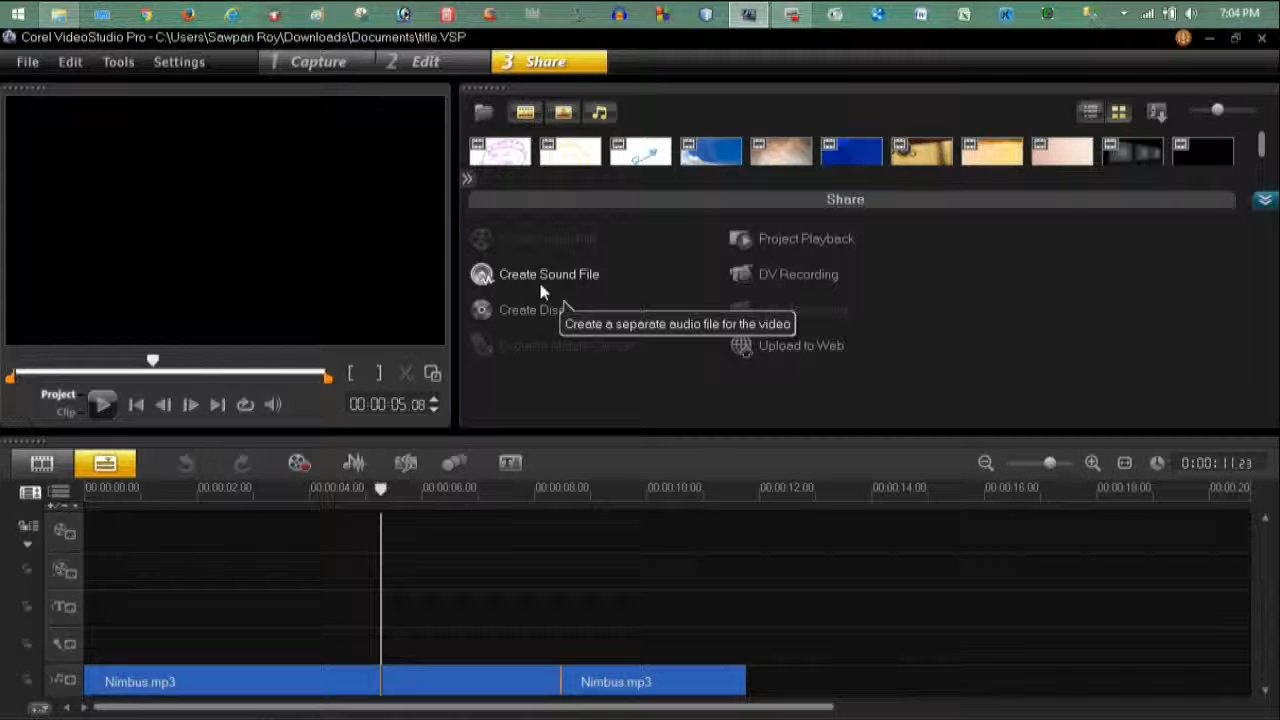 7:04 PM
Corel VideoStudio Pro - C:\Users\Sawpan Roy\Downloads\Documents\title.VSP
File Edit Tools Settings 1 Capture 2 Edit 3 Share
Share
Project Playback
Create Sound File
DV Recording
Create Disc
Create a separate audio file for the video
Upload to Web
Project
Clip
00:00:05.08
0:00:11.23
00:00:00.00 00:00:02.00 00:00:04.00 00:00:06.00 00:00:08.00 00:00:10.00 00:00:12.00 00:00:14.00 00:00:16.00 00:00:18.00 00:00:20
Nimbus.mp3 Nimbus.mp3